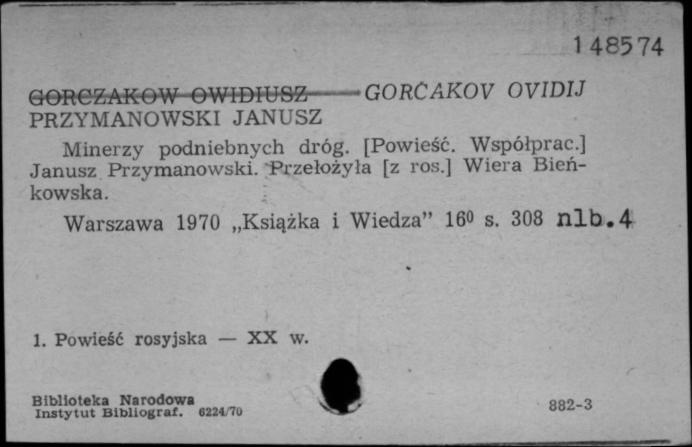 148574
GORCZAKOW OWIDIUSZ GORČAKOV OVIDIJ
PRZYMANOWSKI JANUSZ
Minerzy podniebnych dróg. [Powieść. Współprac.]
Janusz Przymanowski. Przełożyła [z ros.] Wiera Bień-
kowska.
Warszawa 1970 „Książka i Wiedza” 16⁰ s. 308 nlb.4
1. Powieść rosyjska — XX w.
Biblioteka Narodowa
Instytut Bibliograf. 6224/70
882-3